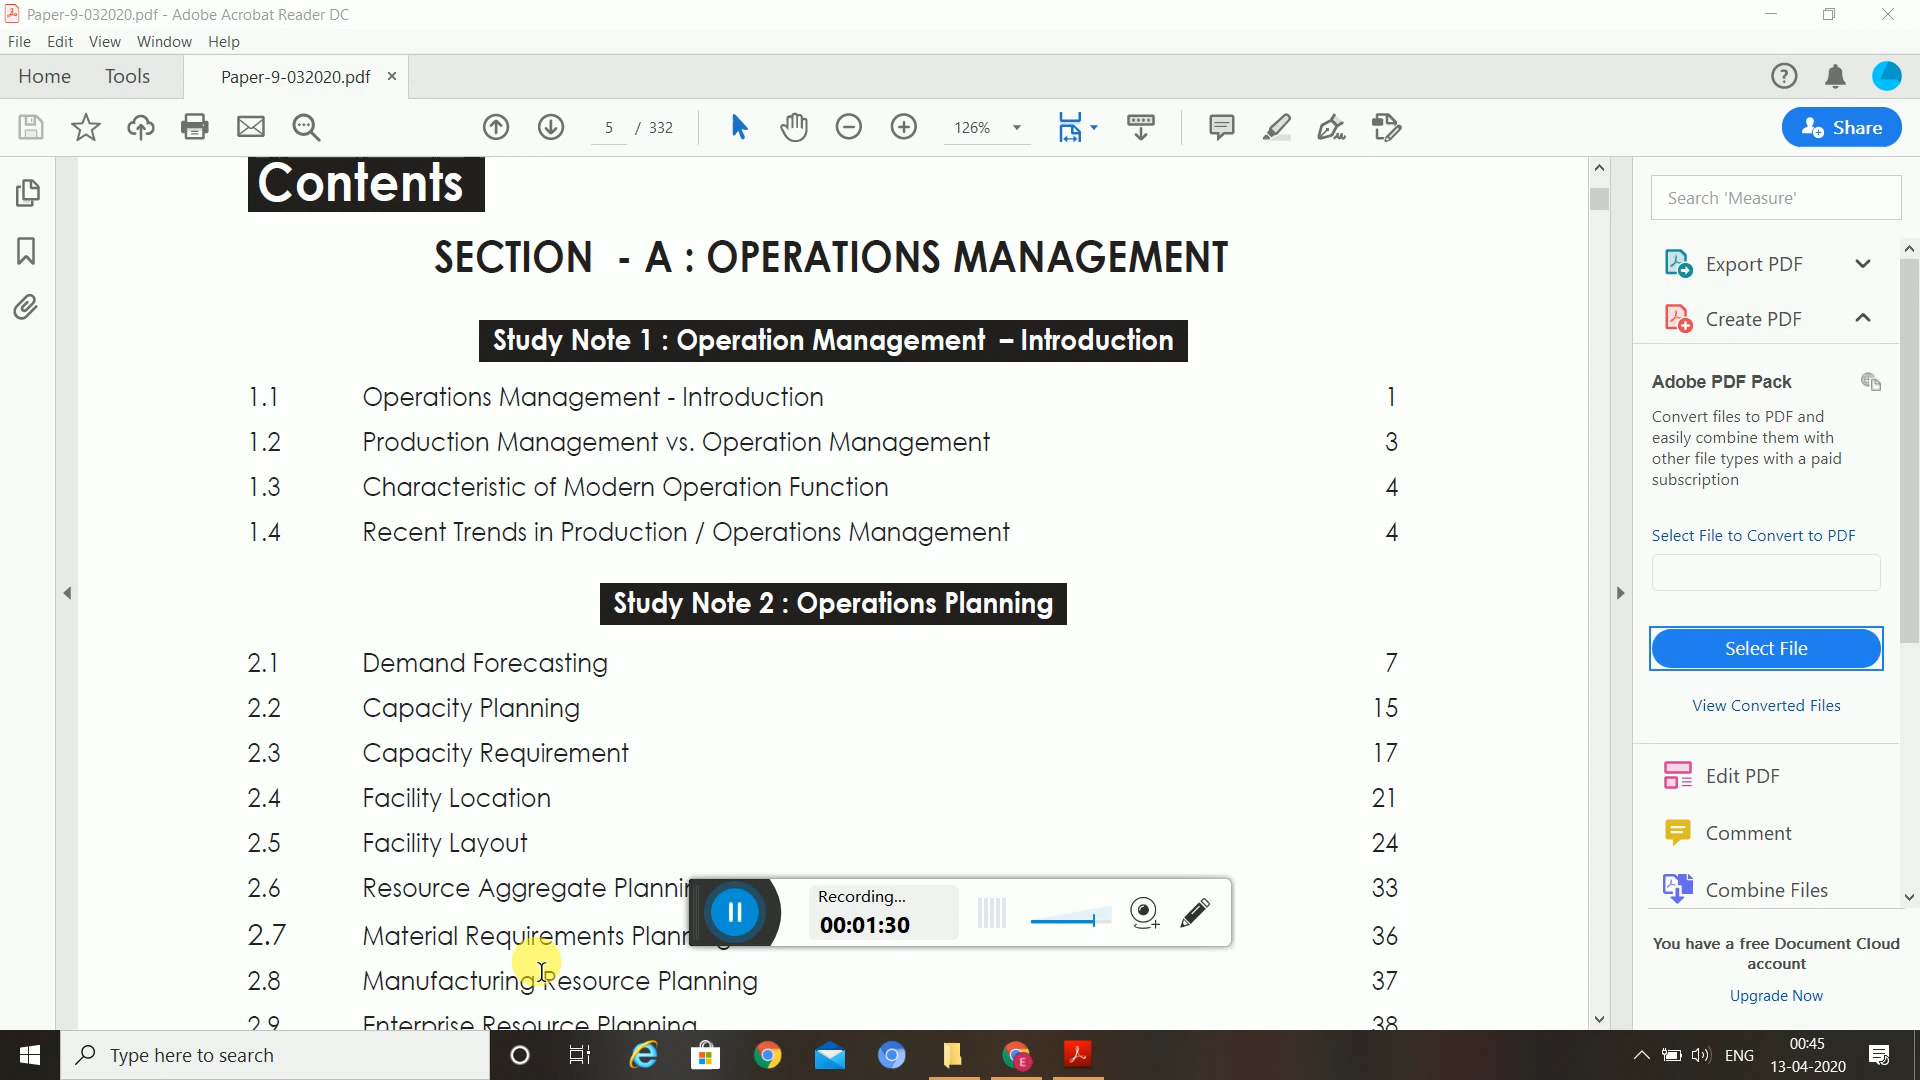 Paper-9-032020.pdf - Adobe Acrobat Reader DC
File Edit View Window Help
Home Tools Paper-9-032020.pdf ×
5 / 332 126% Share
Contents
SECTION - A : OPERATIONS MANAGEMENT
Study Note 1 : Operation Management – Introduction
1.1 Operations Management - Introduction 1
1.2 Production Management vs. Operation Management 3
1.3 Characteristic of Modern Operation Function 4
1.4 Recent Trends in Production / Operations Management 4
Study Note 2 : Operations Planning
2.1 Demand Forecasting 7
2.2 Capacity Planning 15
2.3 Capacity Requirement 17
2.4 Facility Location 21
2.5 Facility Layout 24
2.6 Resource Aggregate 33
2.7 Material Requirements 36
2.8 Manufacturing Resource Planning 37
2.9 Enterprise Resource Planning 38
Recording...
00:01:30
Search 'Measure'
Export PDF
Create PDF
Adobe PDF Pack
Convert files to PDF and
easily combine them with
other file types with a paid
subscription
Select File to Convert to PDF
Select File
View Converted Files
Edit PDF
Comment
Combine Files
You have a free Document Cloud
account
Upgrade Now
Type here to search
ENG
00:45
13-04-2020